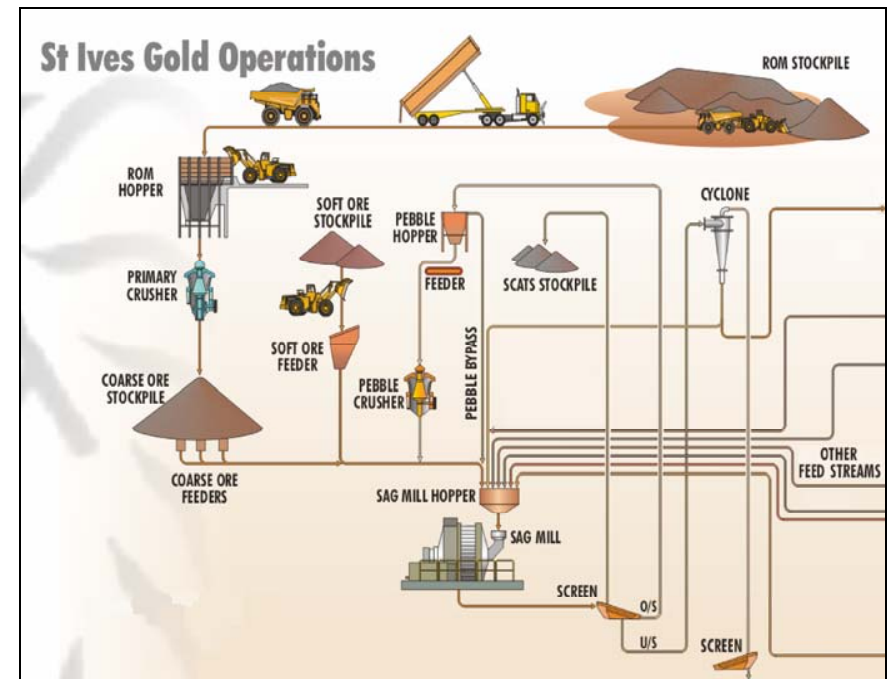 St Ives Gold Operations
ROM STOCKPILE
ROM
HOPPER
SOFT ORE
STOCKPILE
PEBBLE
HOPPER
CYCLONE
FEEDER
SCATS STOCKPILE
PRIMARY
CRUSHER
SOFT ORE
FEEDER
PEBBLE BYPASS
COARSE ORE
STOCKPILE
PEBBLE
CRUSHER
OTHER
FEED STREAMS
COARSE ORE
FEEDERS
SAG MILL HOPPER
SAG MILL
SCREEN
O/S
U/S
SCREEN